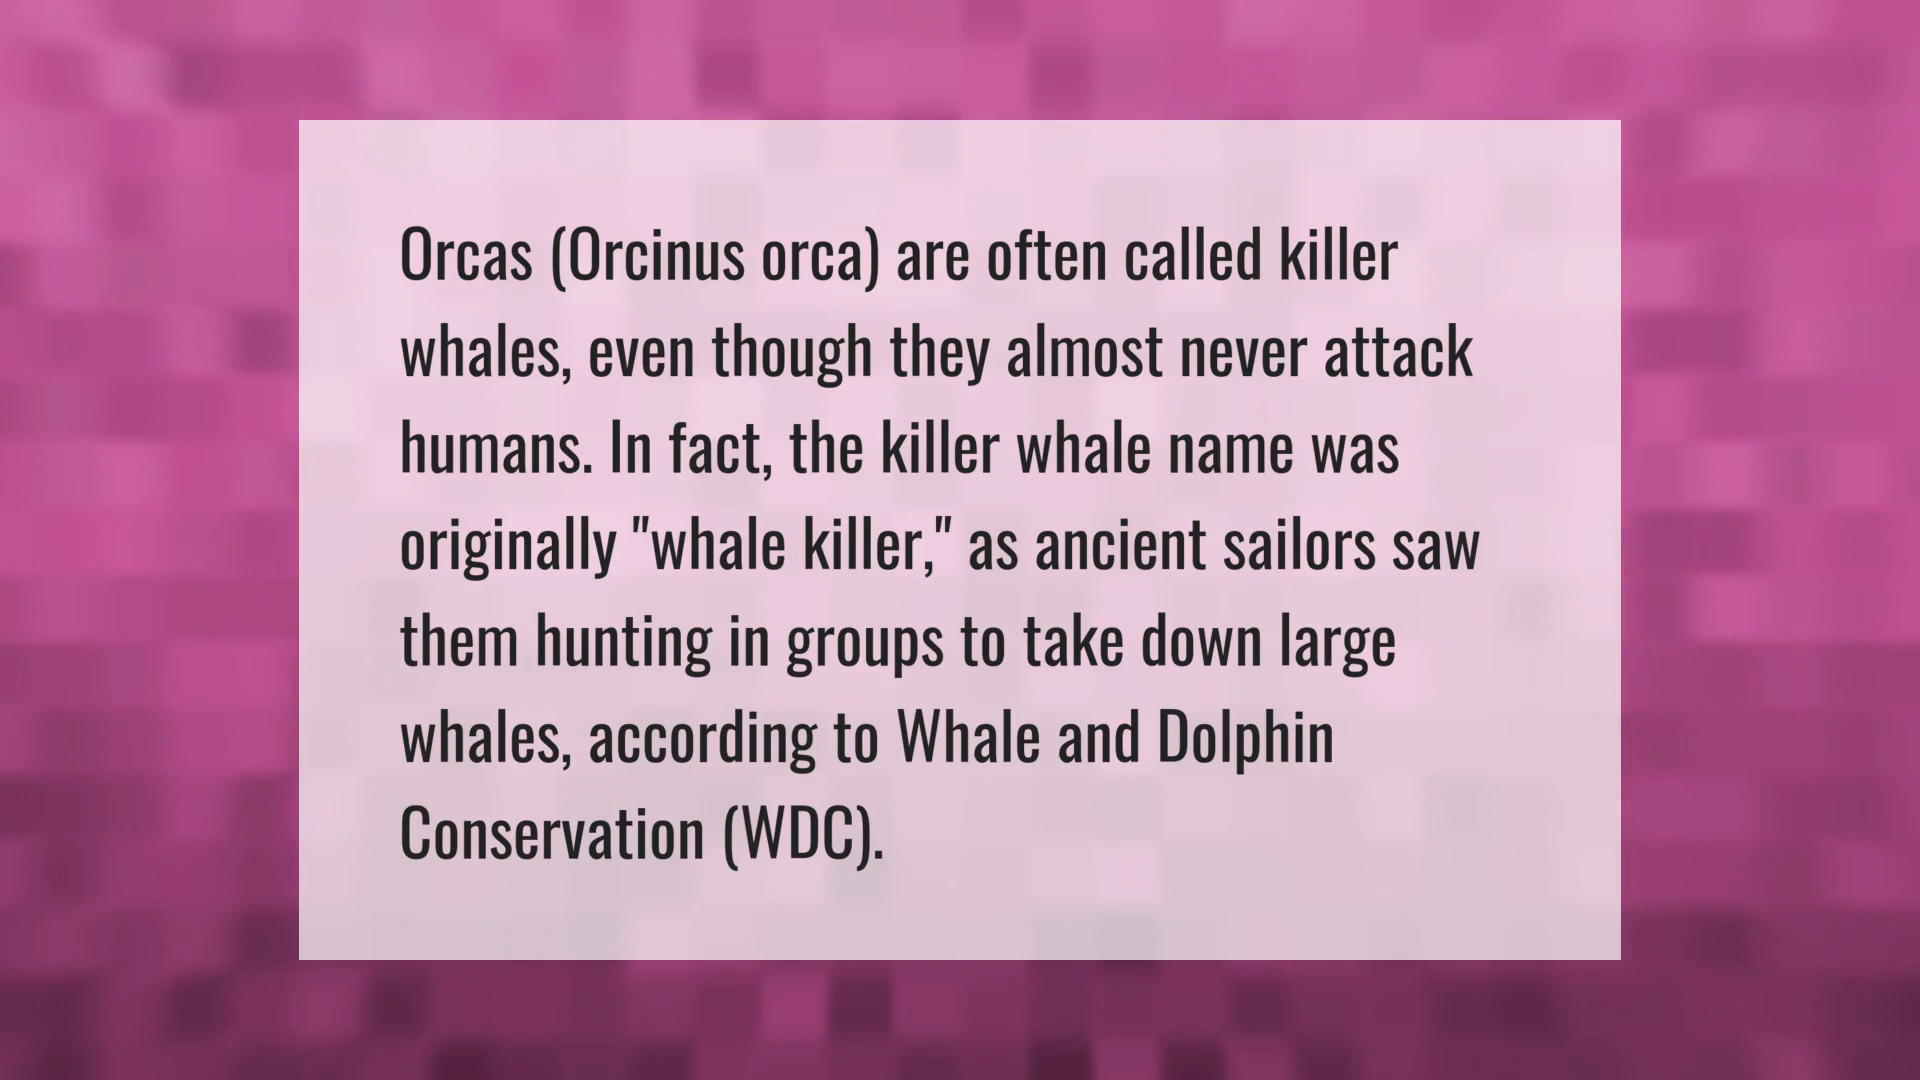 Orcas (Orcinus orca) are often called killer
whales, even though they almost never attack
humans. In fact, the killer whale name was
originally "whale killer," as ancient sailors saw
them hunting in groups to take down large
whales, according to Whale and Dolphin
Conservation (WDC).